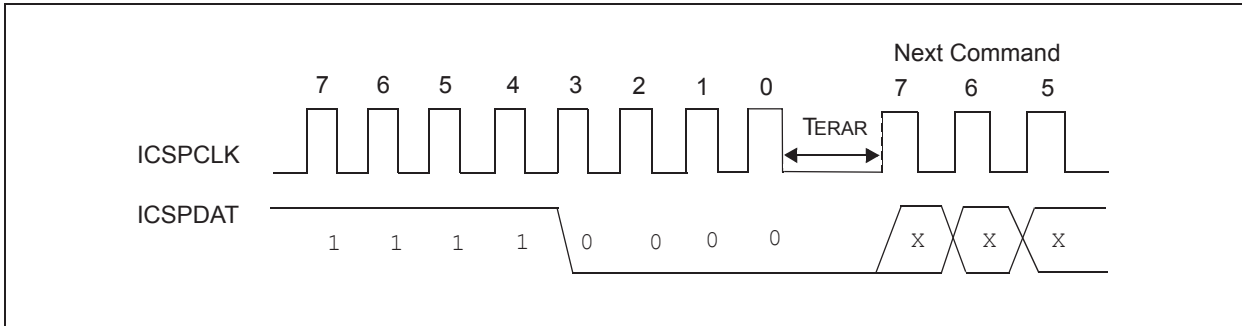 Next Command
7 6 5 4 3 2 1 0 7 6 5
TERAR
ICSPCLK
ICSPDAT
1 1 1 1 0 0 0 0 X X X